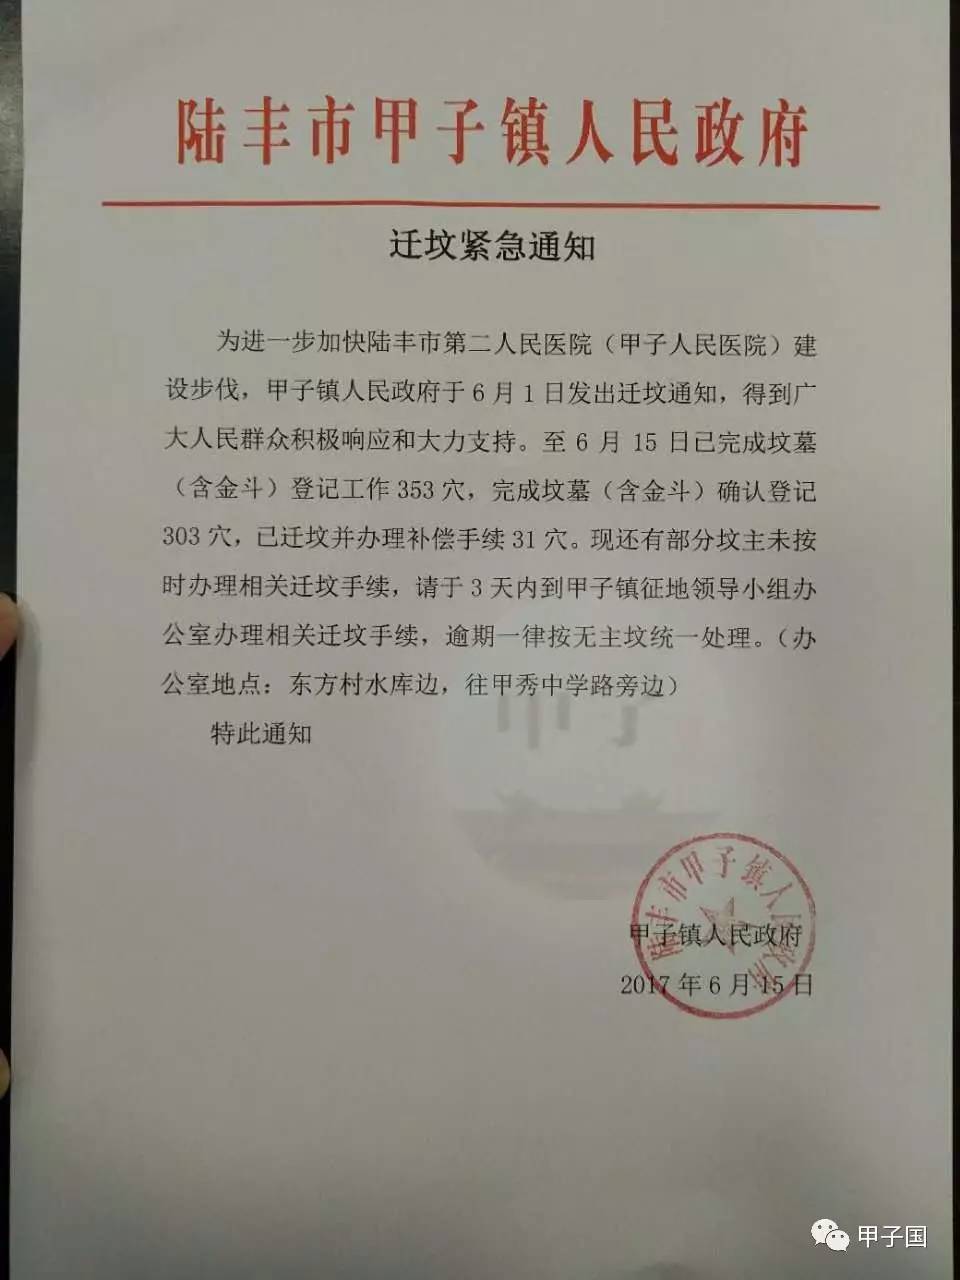 陆丰市甲子镇人民政府
迁坟紧急通知
为进一步加快陆丰市第二人民医院（甲子人民医院）建
设步伐，甲子镇人民政府于6月1日发出迁坟通知，得到广
大人民群众积极响应和大力支持。至6月15日已完成坟墓
（含金斗）登记工作353穴，完成坟墓（含金斗）确认登记
303穴，已迁坟并办理补偿手续31穴。现还有部分坟主未按
时办理相关迁坟手续，请于3天内到甲子镇征地领导小组办
公室办理相关迁坟手续，逾期一律按无主坟统一处理。（办
公室地点：东方村水库边，往甲秀中学路旁边）
特此通知
甲子
陆丰市甲子镇人民政府
甲子镇人民政府
2017年6月15日
甲子国